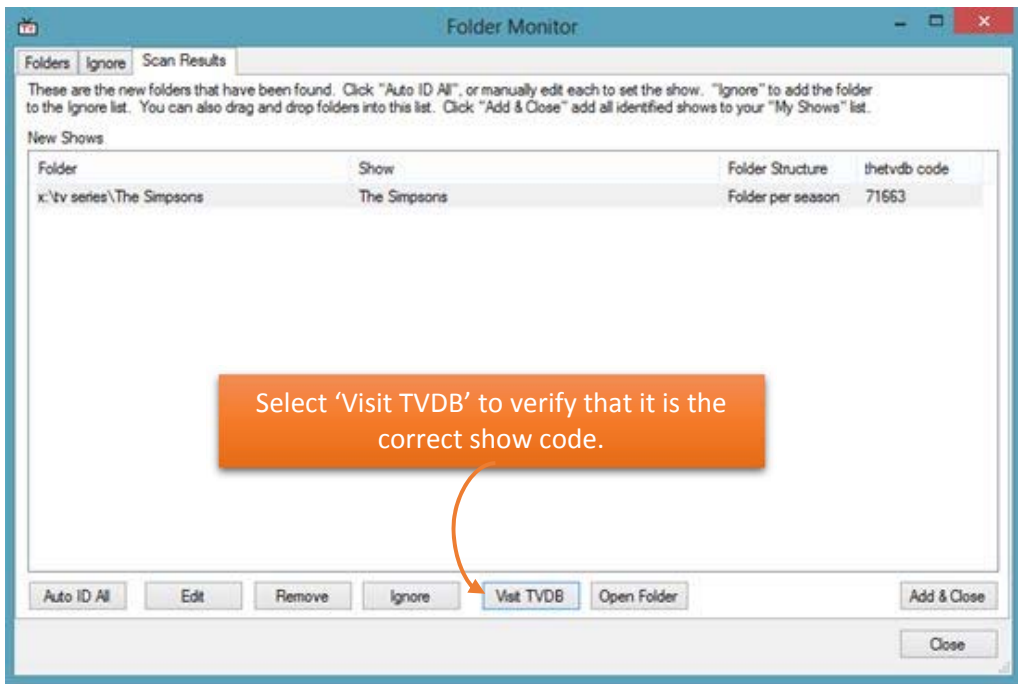 Folder Monitor
Folders Ignore Scan Results
These are the new folders that have been found. Click "Auto ID All", or manually edit each to set the show. "Ignore" to add the folder
to the Ignore list. You can also drag and drop folders into this list. Click "Add & Close" add all identified shows to your "My Shows" list.
New Shows
Folder Show Folder Structure thetvdb code
x:\tv series\The Simpsons The Simpsons Folder per season 71663
Select ‘Visit TVDB’ to verify that it is the
correct show code.
Auto ID All Edit Remove Ignore Visit TVDB Open Folder Add & Close
Close